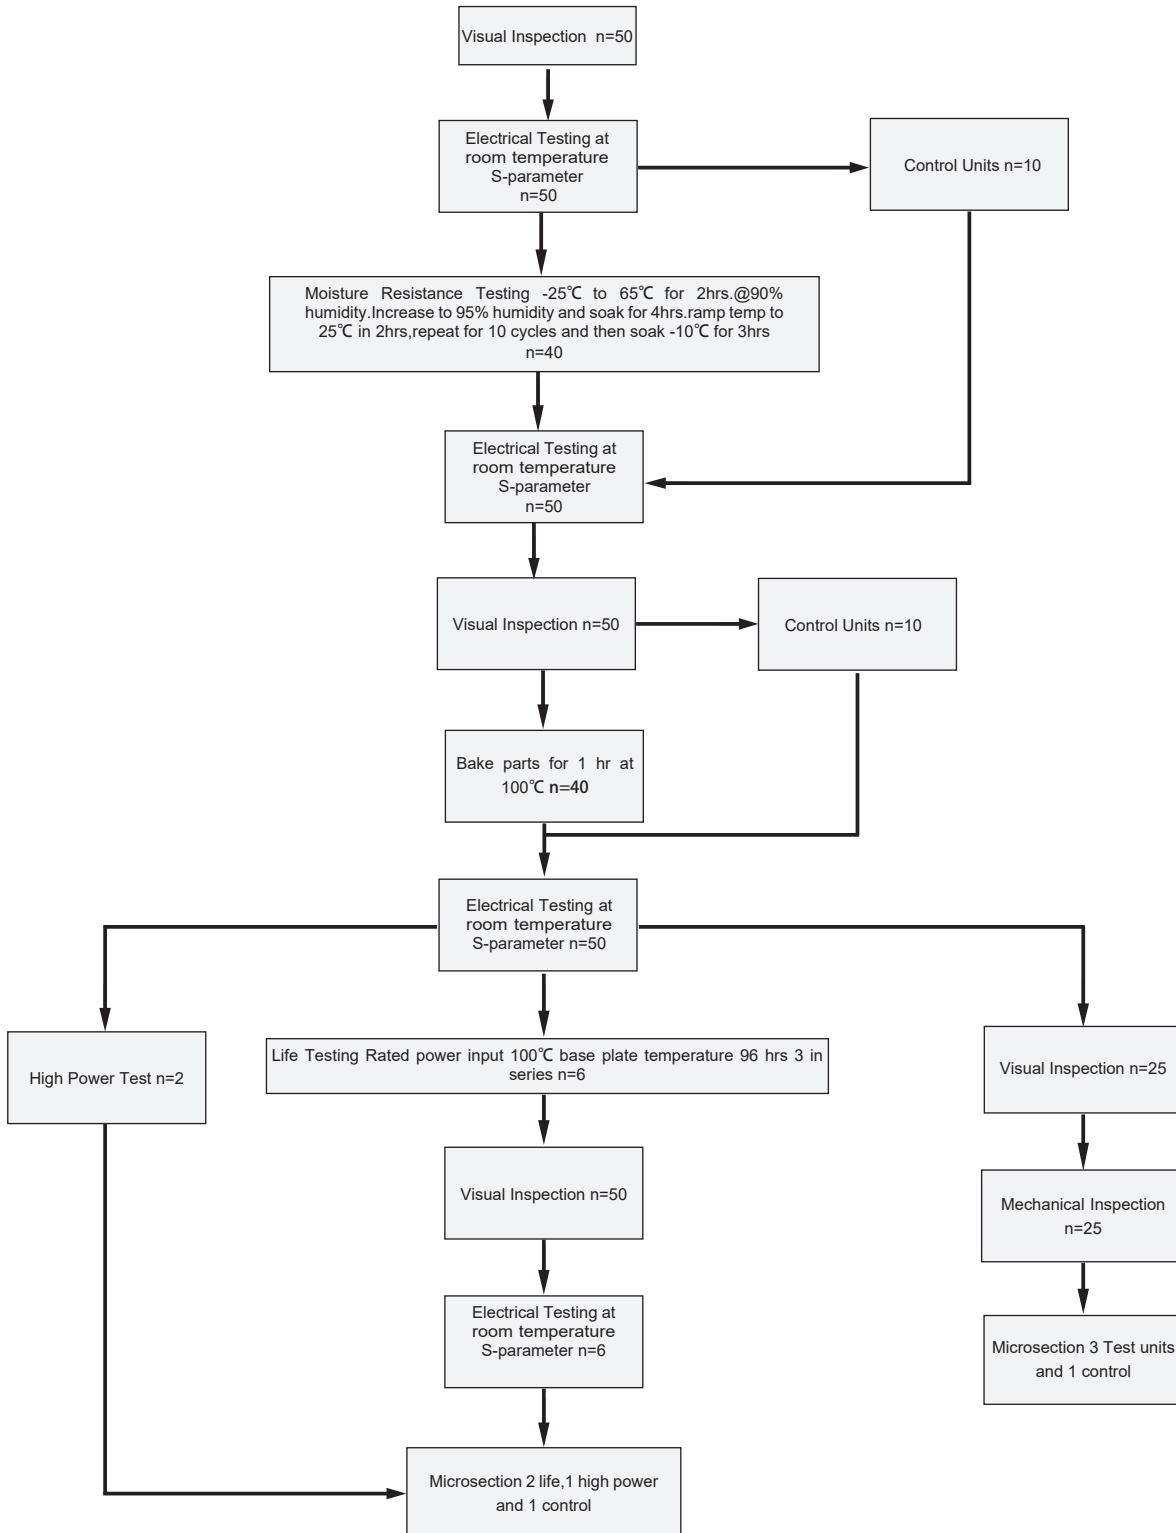 Visual Inspection n=50
Electrical Testing at
room temperature
S-parameter
n=50
Control Units n=10
Moisture Resistance Testing -25℃ to 65℃ for 2hrs.@90%
humidity.Increase to 95% humidity and soak for 4hrs.ramp temp to
25℃ in 2hrs,repeat for 10 cycles and then soak -10℃ for 3hrs
n=40
Electrical Testing at
room temperature
S-parameter
n=50
Visual Inspection n=50
Control Units n=10
Bake parts for 1 hr at
100℃ n=40
Electrical Testing at
room temperature
S-parameter n=50
High Power Test n=2
Life Testing Rated power input 100℃ base plate temperature 96 hrs 3 in
series n=6
Visual Inspection n=25
Visual Inspection n=50
Mechanical Inspection
n=25
Electrical Testing at
room temperature
S-parameter n=6
Microsection 3 Test units
and 1 control
Microsection 2 life,1 high power
and 1 control